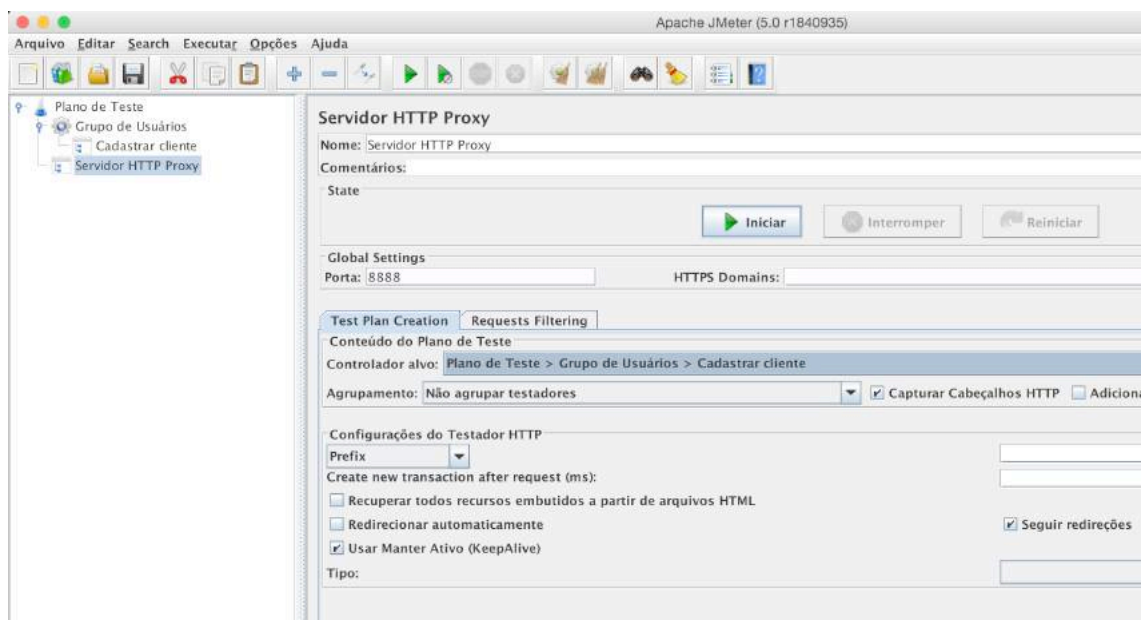 Apache JMeter (5.0 r1840935)
Arquivo Editar Search Executar Opções Ajuda
Plano de Teste
Grupo de Usuários
Cadastrar cliente
Servidor HTTP Proxy
Servidor HTTP Proxy
Nome: Servidor HTTP Proxy
Comentários:
State
Iniciar Interromper Reiniciar
Global Settings
Porta: 8888 HTTPS Domains:
Test Plan Creation Requests Filtering
Conteúdo do Plano de Teste
Controlador alvo: Plano de Teste > Grupo de Usuários > Cadastrar cliente
Agrupamento: Não agrupar testadores Capturar Cabeçalhos HTTP Adiciona
Configurações do Testador HTTP
Prefix
Create new transaction after request (ms):
Recuperar todos recursos embutidos a partir de arquivos HTML
Redirecionar automaticamente Seguir redireções
Usar Manter Ativo (KeepAlive)
Tipo: